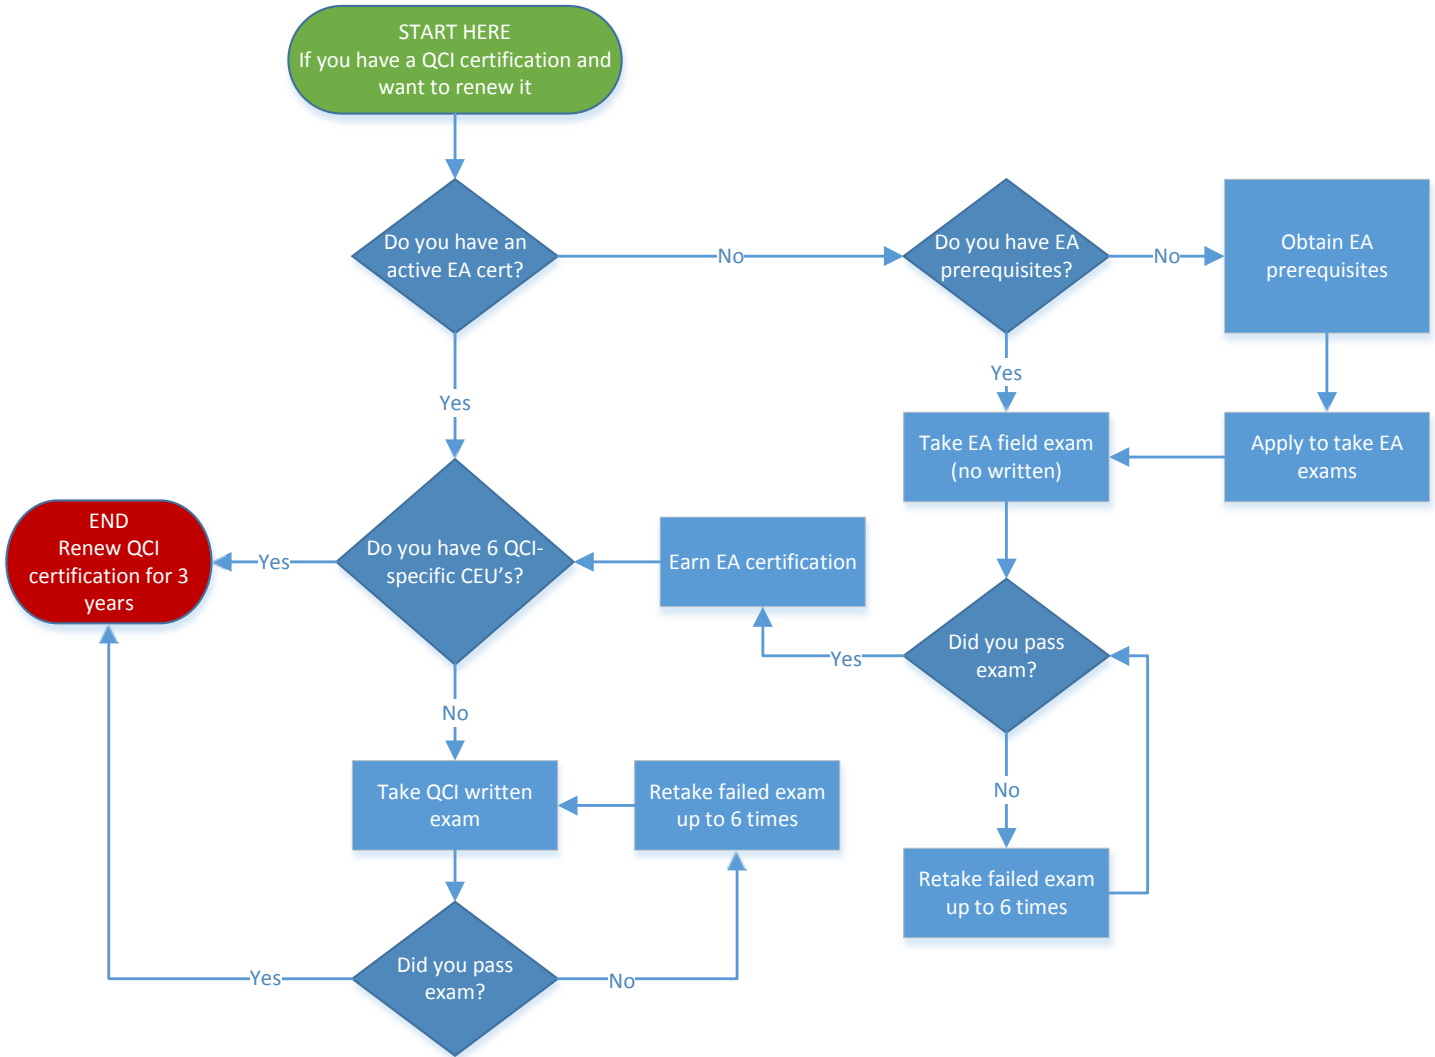 START HERE
If you have a QCI certification and
want to renew it
Do you have an
active EA cert?
No
Do you have EA
prerequisites?
No
Obtain EA
prerequisites
Yes
Yes
Take EA field exam
(no written)
Apply to take EA
exams
END
Renew QCI
certification for 3
years
Yes
Do you have 6 QCI-
specific CEU's?
Earn EA certification
Yes
Did you pass
exam?
No
No
Take QCI written
exam
Retake failed exam
up to 6 times
Retake failed exam
up to 6 times
Yes
Did you pass
exam?
No